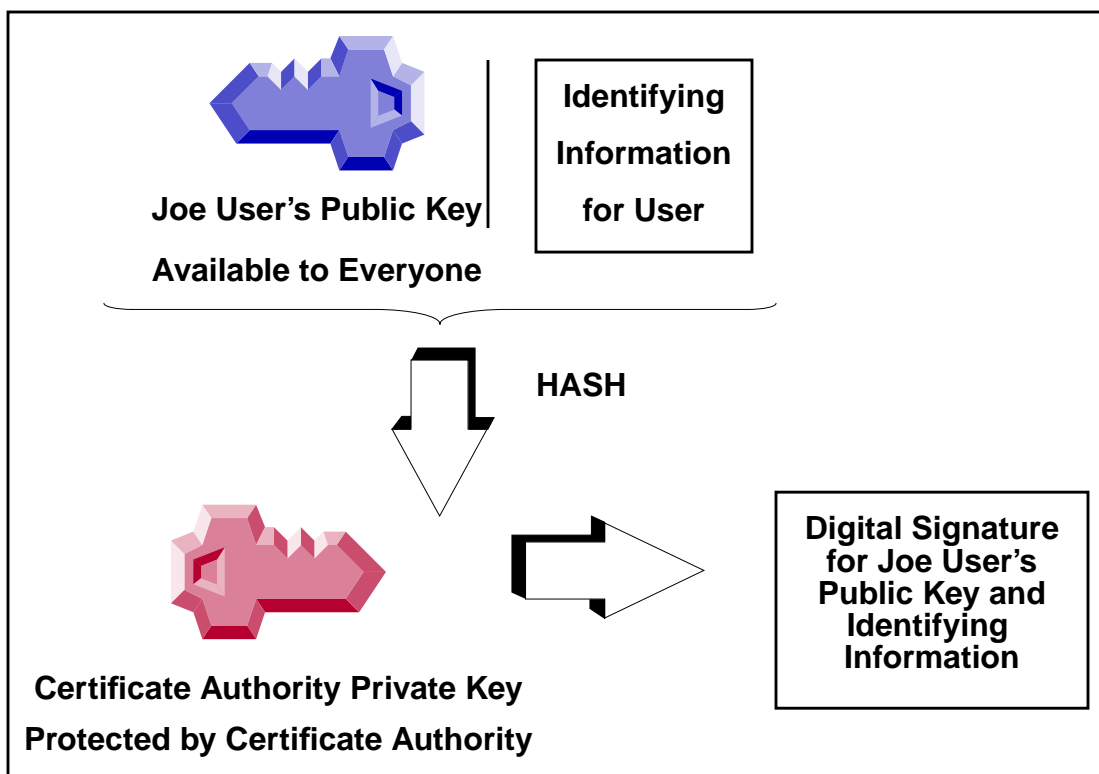 Identifying
Information
for User
Joe User’s Public Key
Available to Everyone
HASH
Digital Signature
for Joe User’s
Public Key and
Identifying
Information
Certificate Authority Private Key
Protected by Certificate Authority